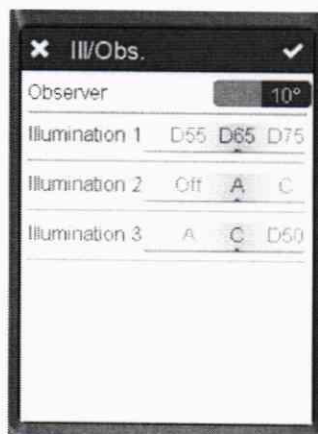 × Ill/Obs. ✔
Observer 10°
Illumination 1 D55 D65 D75
Illumination 2 Off A C
Illumination 3 A C D50